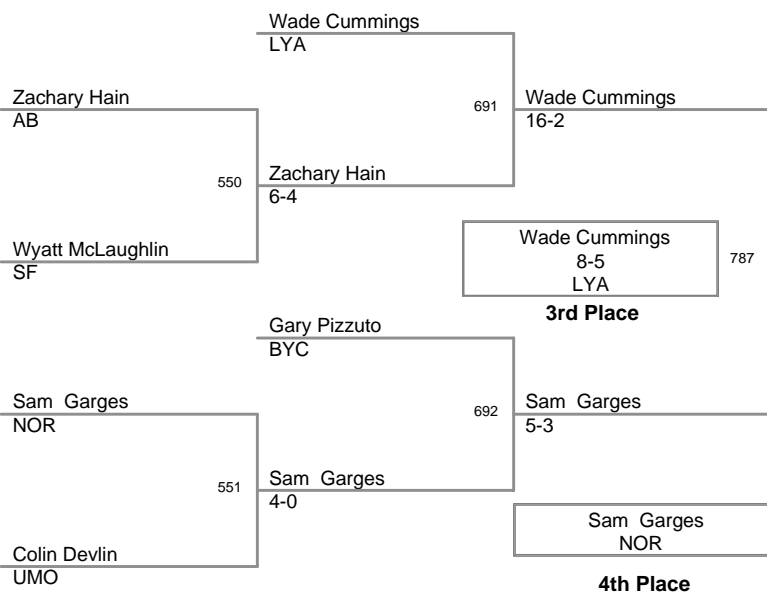 Wade Cummings
LYA
Zachary Hain
AB
691
Wade Cummings
16-2
550
Zachary Hain
6-4
Wyatt McLaughlin
SF
Wade Cummings
8-5
LYA
787
3rd Place
Gary Pizzuto
BYC
Sam Garges
NOR
692
Sam Garges
5-3
551
Sam Garges
4-0
Colin Devlin
UMO
Sam Garges
NOR
4th Place